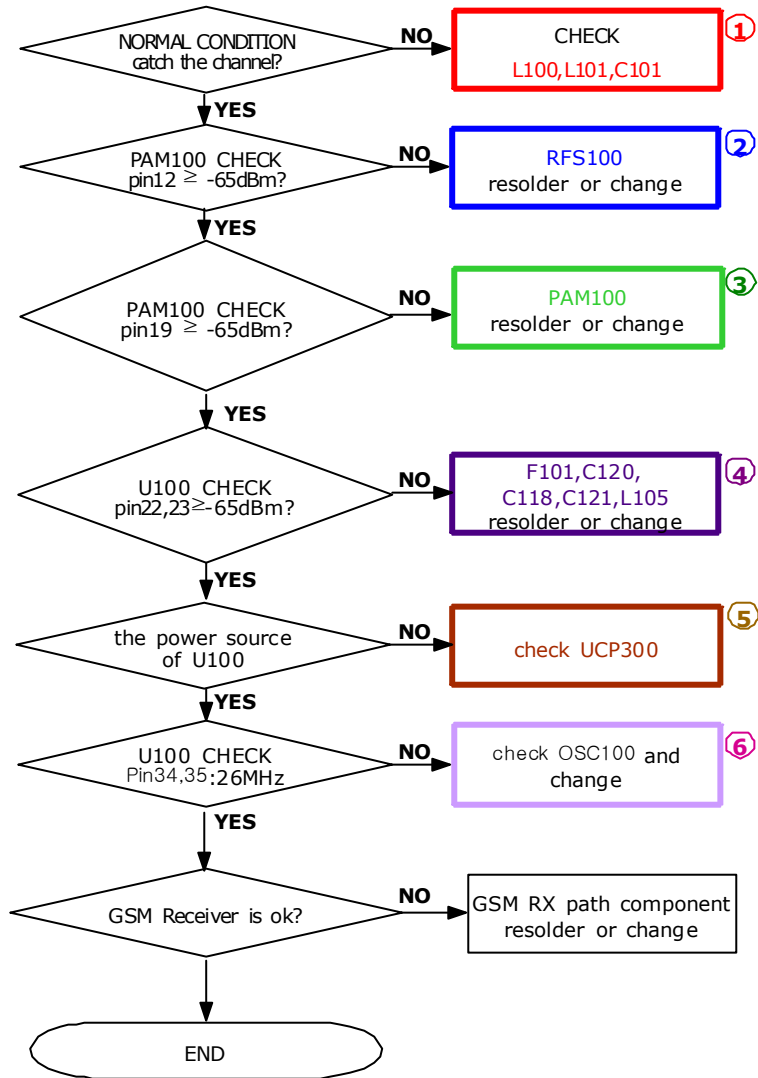 NORMAL CONDITION
catch the channel?
NO
CHECK
L100,L101,C101
1
YES
PAM100 CHECK
pin12 ≥ -65dBm?
NO
RFS100
resolder or change
2
YES
PAM100 CHECK
pin19 ≥ -65dBm?
NO
PAM100
resolder or change
3
YES
U100 CHECK
pin22,23≥-65dBm?
NO
F101,C120,
C118,C121,L105
resolder or change
4
YES
the power source
of U100
NO
check UCP300
5
YES
U100 CHECK
Pin34,35:26MHz
NO
check OSC100 and
change
6
YES
GSM Receiver is ok?
NO
GSM RX path component
resolder or change
END